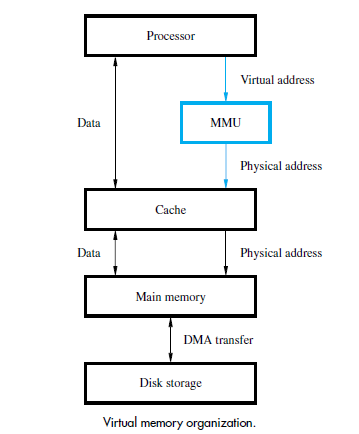 Processor
Virtual address
Data
MMU
Physical address
Cache
Data
Physical address
Main memory
DMA transfer
Disk storage
Virtual memory organization.